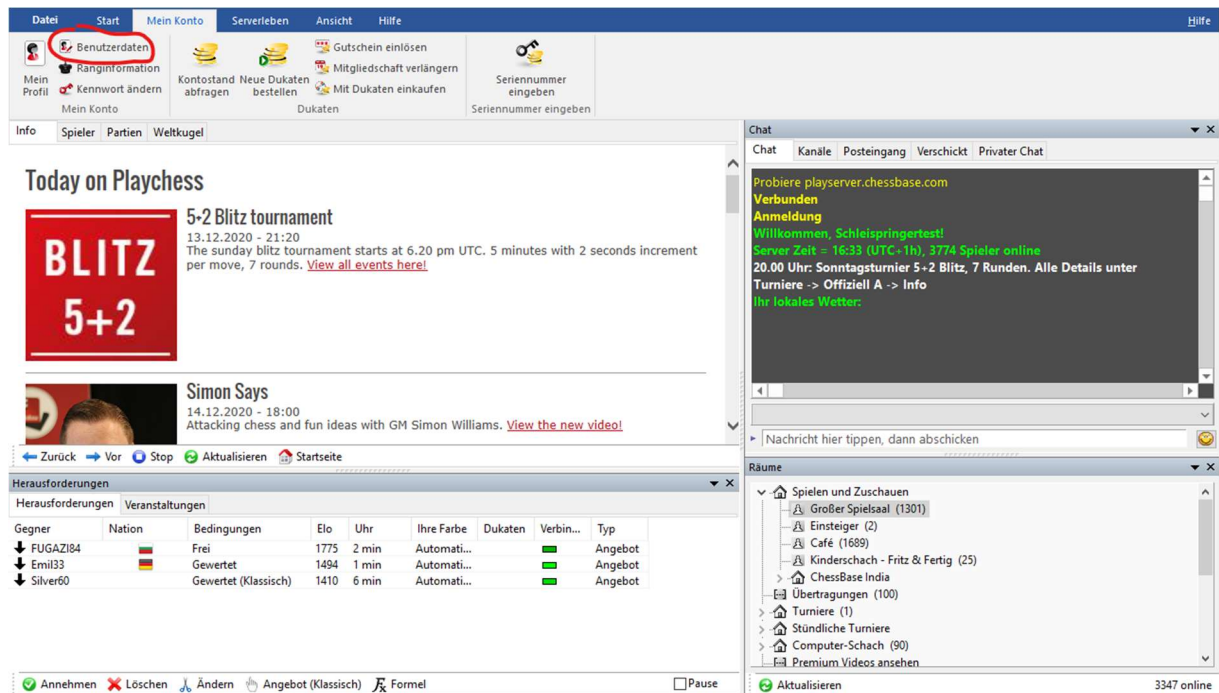 Datei Start Mein Konto Serverleben Ansicht Hilfe Hilfe
Mein Profil
Benutzerdaten
Ranginformation
Kennwort ändern
Mein Konto
Kontostand abfragen
Neue Dukaten bestellen
Gutschein einlösen
Mitgliedschaft verlängern
Mit Dukaten einkaufen
Dukaten
Seriennummer eingeben
Seriennummer eingeben
Info Spieler Partien Weltkugel
Today on Playchess
BLITZ
5+2
5+2 Blitz tournament
13.12.2020 - 21:20
The sunday blitz tournament starts at 6.20 pm UTC. 5 minutes with 2 seconds increment
per move, 7 rounds. View all events here!
Simon Says
14.12.2020 - 18:00
Attacking chess and fun ideas with GM Simon Williams. View the new video!
Zurück Vor Stop Aktualisieren Startseite
Herausforderungen
Herausforderungen Veranstaltungen
Gegner Nation Bedingungen Elo Uhr Ihre Farbe Dukaten Verbin... Typ
FUGAZI84 Frei 1775 2 min Automati... Angebot
Emil33 Gewertet 1494 1 min Automati... Angebot
Silver60 Gewertet (Klassisch) 1410 6 min Automati... Angebot
Annehmen Löschen Ändern Angebot (Klassisch) Formel Pause
Chat
Chat Kanäle Posteingang Verschickt Privater Chat
Probiere playserver.chessbase.com
Verbunden
Anmeldung
Willkommen, Schleispringertest!
Server Zeit = 16:33 (UTC+1h), 3774 Spieler online
20.00 Uhr: Sonntagsturnier 5+2 Blitz, 7 Runden. Alle Details unter
Turniere -> Offiziell A -> Info
Ihr lokales Wetter:
Nachricht hier tippen, dann abschicken
Räume
Spielen und Zuschauen
Großer Spielsaal (1301)
Einsteiger (2)
Café (1689)
Kinderschach - Fritz & Fertig (25)
ChessBase India
Übertragungen (100)
Turniere (1)
Stündliche Turniere
Computer-Schach (90)
Premium Videos ansehen
Aktualisieren 3347 online